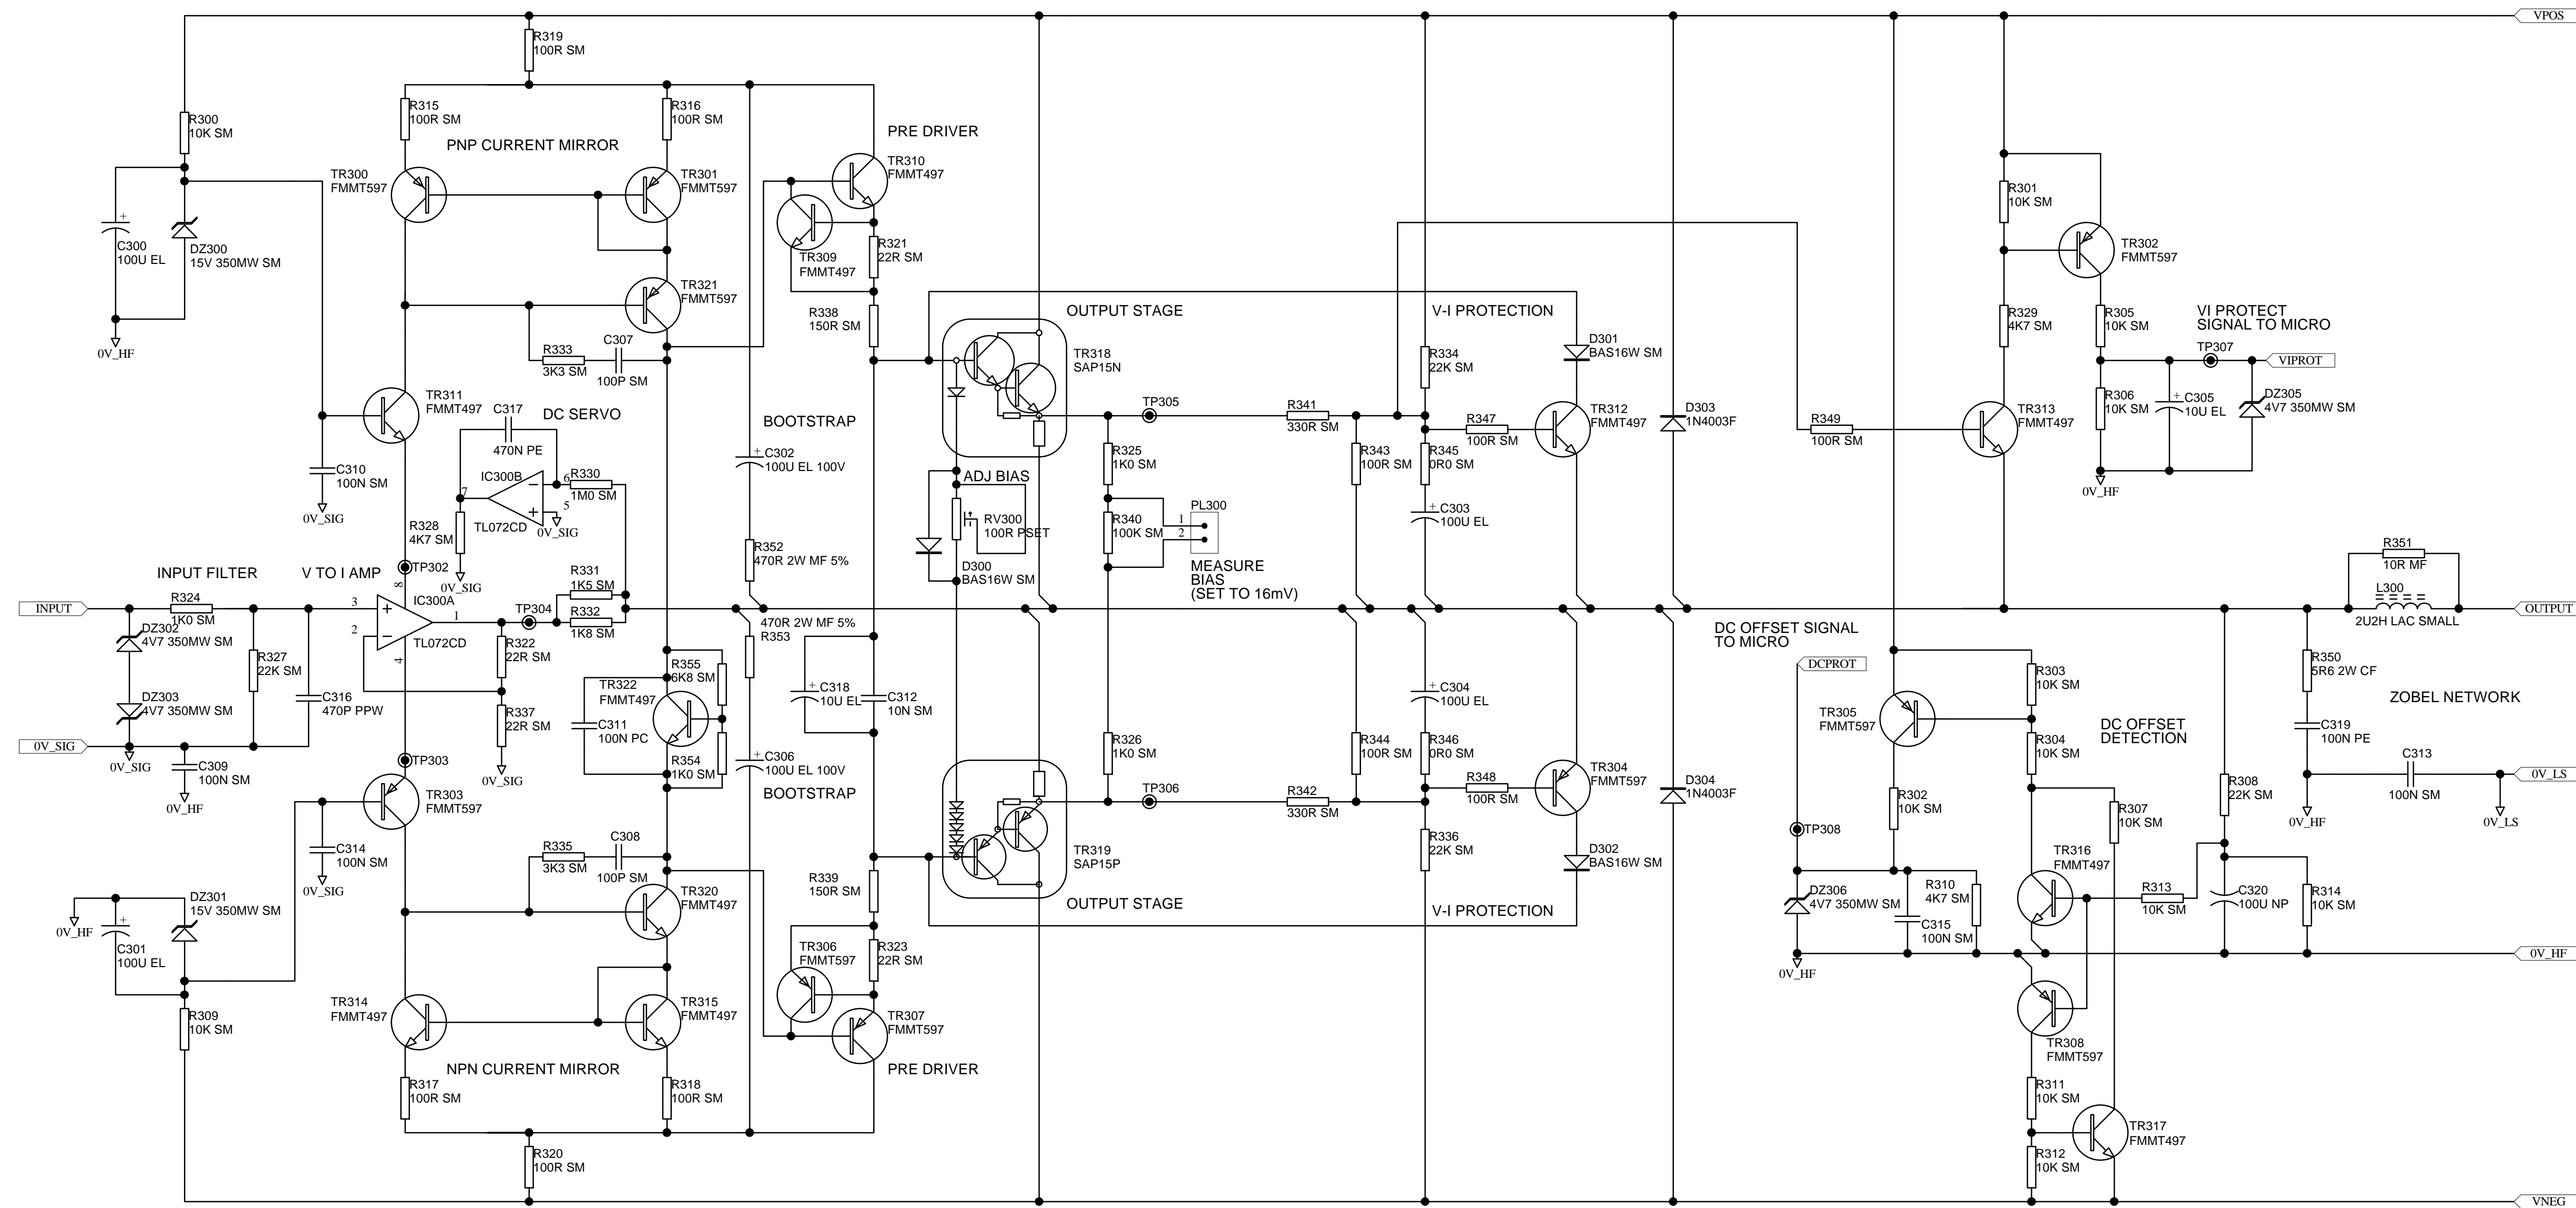 VPOS
R319
100R SM
R300
10K SM
R315
100R SM
R316
100R SM
PNP CURRENT MIRROR
PRE DRIVER
TR300
FMMT597
TR301
FMMT597
TR310
FMMT497
+
C300
100U EL
DZ300
15V 350MW SM
0V_HF
TR309
FMMT497
R321
22R SM
TR321
FMMT597
R338
150R SM
R333
3K3 SM
C307
100P SM
OUTPUT STAGE
TR318
SAP15N
V-I PROTECTION
D301
BAS16W SM
R334
22K SM
R301
10K SM
TR302
FMMT597
R329
4K7 SM
R305
10K SM
VI PROTECT
SIGNAL TO MICRO
TP307
VIPROT
R306
10K SM
+
C305
10U EL
DZ305
4V7 350MW SM
0V_HF
TR311
FMMT497
C317
470N PE
DC SERVO
IC300B
6
5
7
−
+
TL072CD
0V_SIG
R330
1M0 SM
R328
4K7 SM
0V_SIG
C310
100N SM
0V_SIG
BOOTSTRAP
+
C302
100U EL 100V
R352
470R 2W MF 5%
ADJ BIAS
RV300
100R PSET
D300
BAS16W SM
TP305
R325
1K0 SM
R340
100K SM
PL300
1
2
MEASURE
BIAS
(SET TO 16mV)
R341
330R SM
R343
100R SM
R345
0R0 SM
+
C303
100U EL
R347
100R SM
TR312
FMMT497
D303
1N4003F
R349
100R SM
TR313
FMMT497
INPUT FILTER
V TO I AMP
TP302
8
INPUT
R324
1K0 SM
3
2
+
−
1
4
IC300A
TL072CD
TP304
R331
1K5 SM
R332
1K8 SM
R351
10R MF
L300
2U2H LAC SMALL
OUTPUT
DZ302
4V7 350MW SM
DZ303
4V7 350MW SM
R327
22K SM
C316
470P PPW
R322
22R SM
R337
22R SM
0V_SIG
0V_SIG
0V_SIG
C309
100N SM
0V_HF
TP303
TR303
FMMT597
C314
100N SM
0V_SIG
R355
6K8 SM
TR322
FMMT497
C311
100N PC
R354
1K0 SM
470R 2W MF 5%
R353
+
C306
100U EL 100V
BOOTSTRAP
+
C318
10U EL
C312
10N SM
R326
1K0 SM
TP306
R342
330R SM
R344
100R SM
+
C304
100U EL
R346
0R0 SM
R348
100R SM
TR304
FMMT597
D304
1N4003F
R336
22K SM
D302
BAS16W SM
V-I PROTECTION
TR319
SAP15P
OUTPUT STAGE
DC OFFSET SIGNAL
TO MICRO
DCPROT
TR305
FMMT597
R303
10K SM
R304
10K SM
DC OFFSET
DETECTION
R350
5R6 2W CF
ZOBEL NETWORK
C319
100N PE
C313
100N SM
0V_LS
0V_HF
0V_LS
R302
10K SM
TP308
R307
10K SM
R308
22K SM
DZ306
4V7 350MW SM
C315
100N SM
R310
4K7 SM
TR316
FMMT497
R313
10K SM
C320
100U NP
R314
10K SM
0V_HF
0V_HF
TR308
FMMT597
R311
10K SM
R312
10K SM
TR317
FMMT497
R335
3K3 SM
C308
100P SM
TR320
FMMT497
R339
150R SM
0V_HF
+
C301
100U EL
DZ301
15V 350MW SM
R309
10K SM
TR306
FMMT597
R323
22R SM
TR314
FMMT497
TR315
FMMT497
TR307
FMMT597
NPN CURRENT MIRROR
PRE DRIVER
R317
100R SM
R318
100R SM
R320
100R SM
VNEG